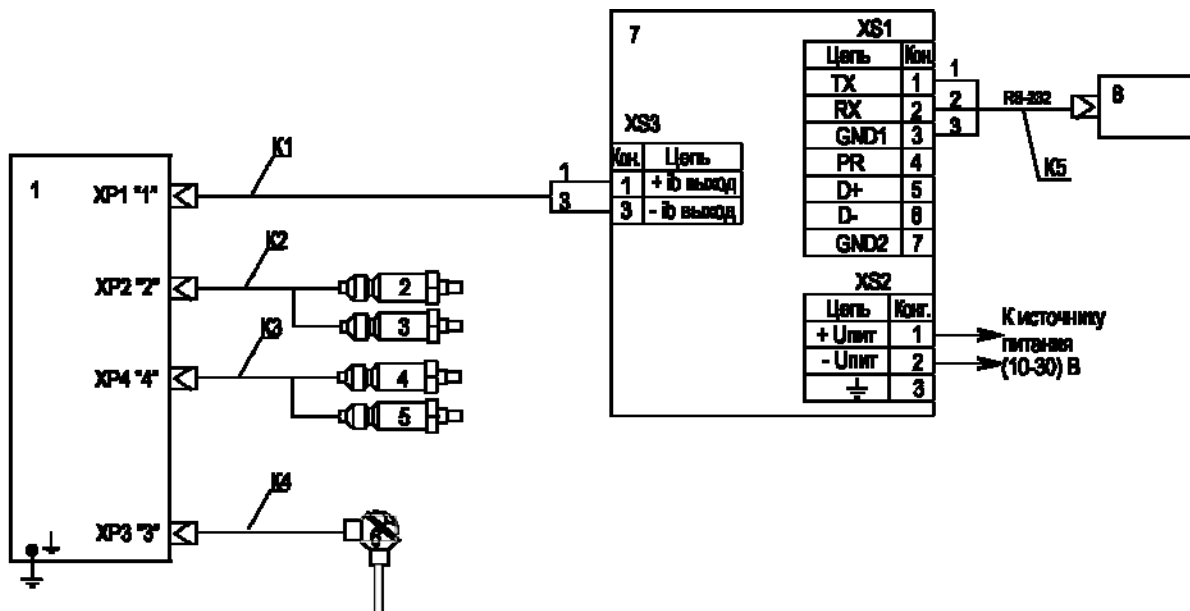 7
XS1
Цепь Кон.
TX 1
RX 2
GND1 3
PR 4
D+ 5
D- 6
GND2 7
1
2
3
RS-232
8
K5
XS3
Кон. Цепь
1 + ib выход
3 - ib выход
1
3
K1
1
XP1 "1"
K2
XP2 "2"
2
3
K3
XP4 "4"
4
5
K4
XP3 "3"
6
XS2
Цепь Конт.
+ Uпит 1
- Uпит 2
3
К источнику
питания
(10-30) В